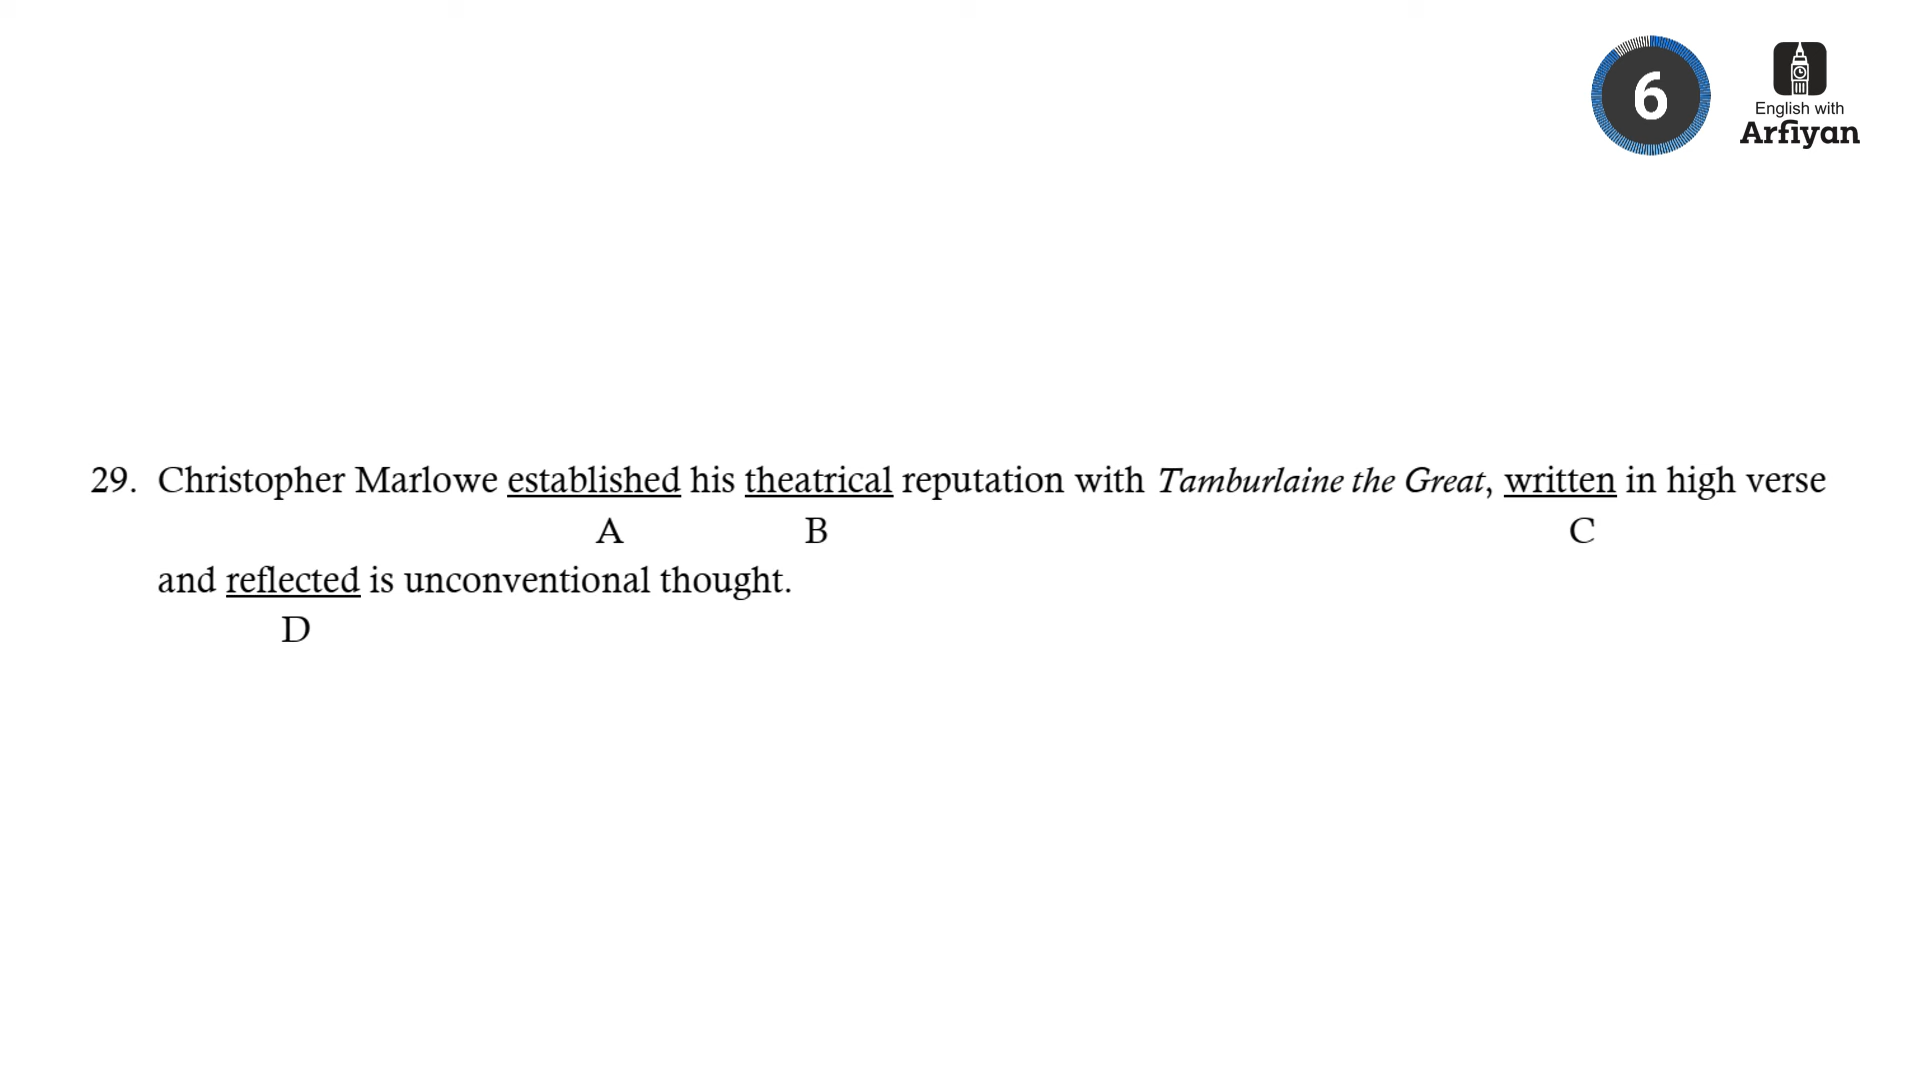 6
English with
Arfiyan
29. Christopher Marlowe established his theatrical reputation with Tamburlaine the Great, written in high verse
A B C
and reflected is unconventional thought.
D